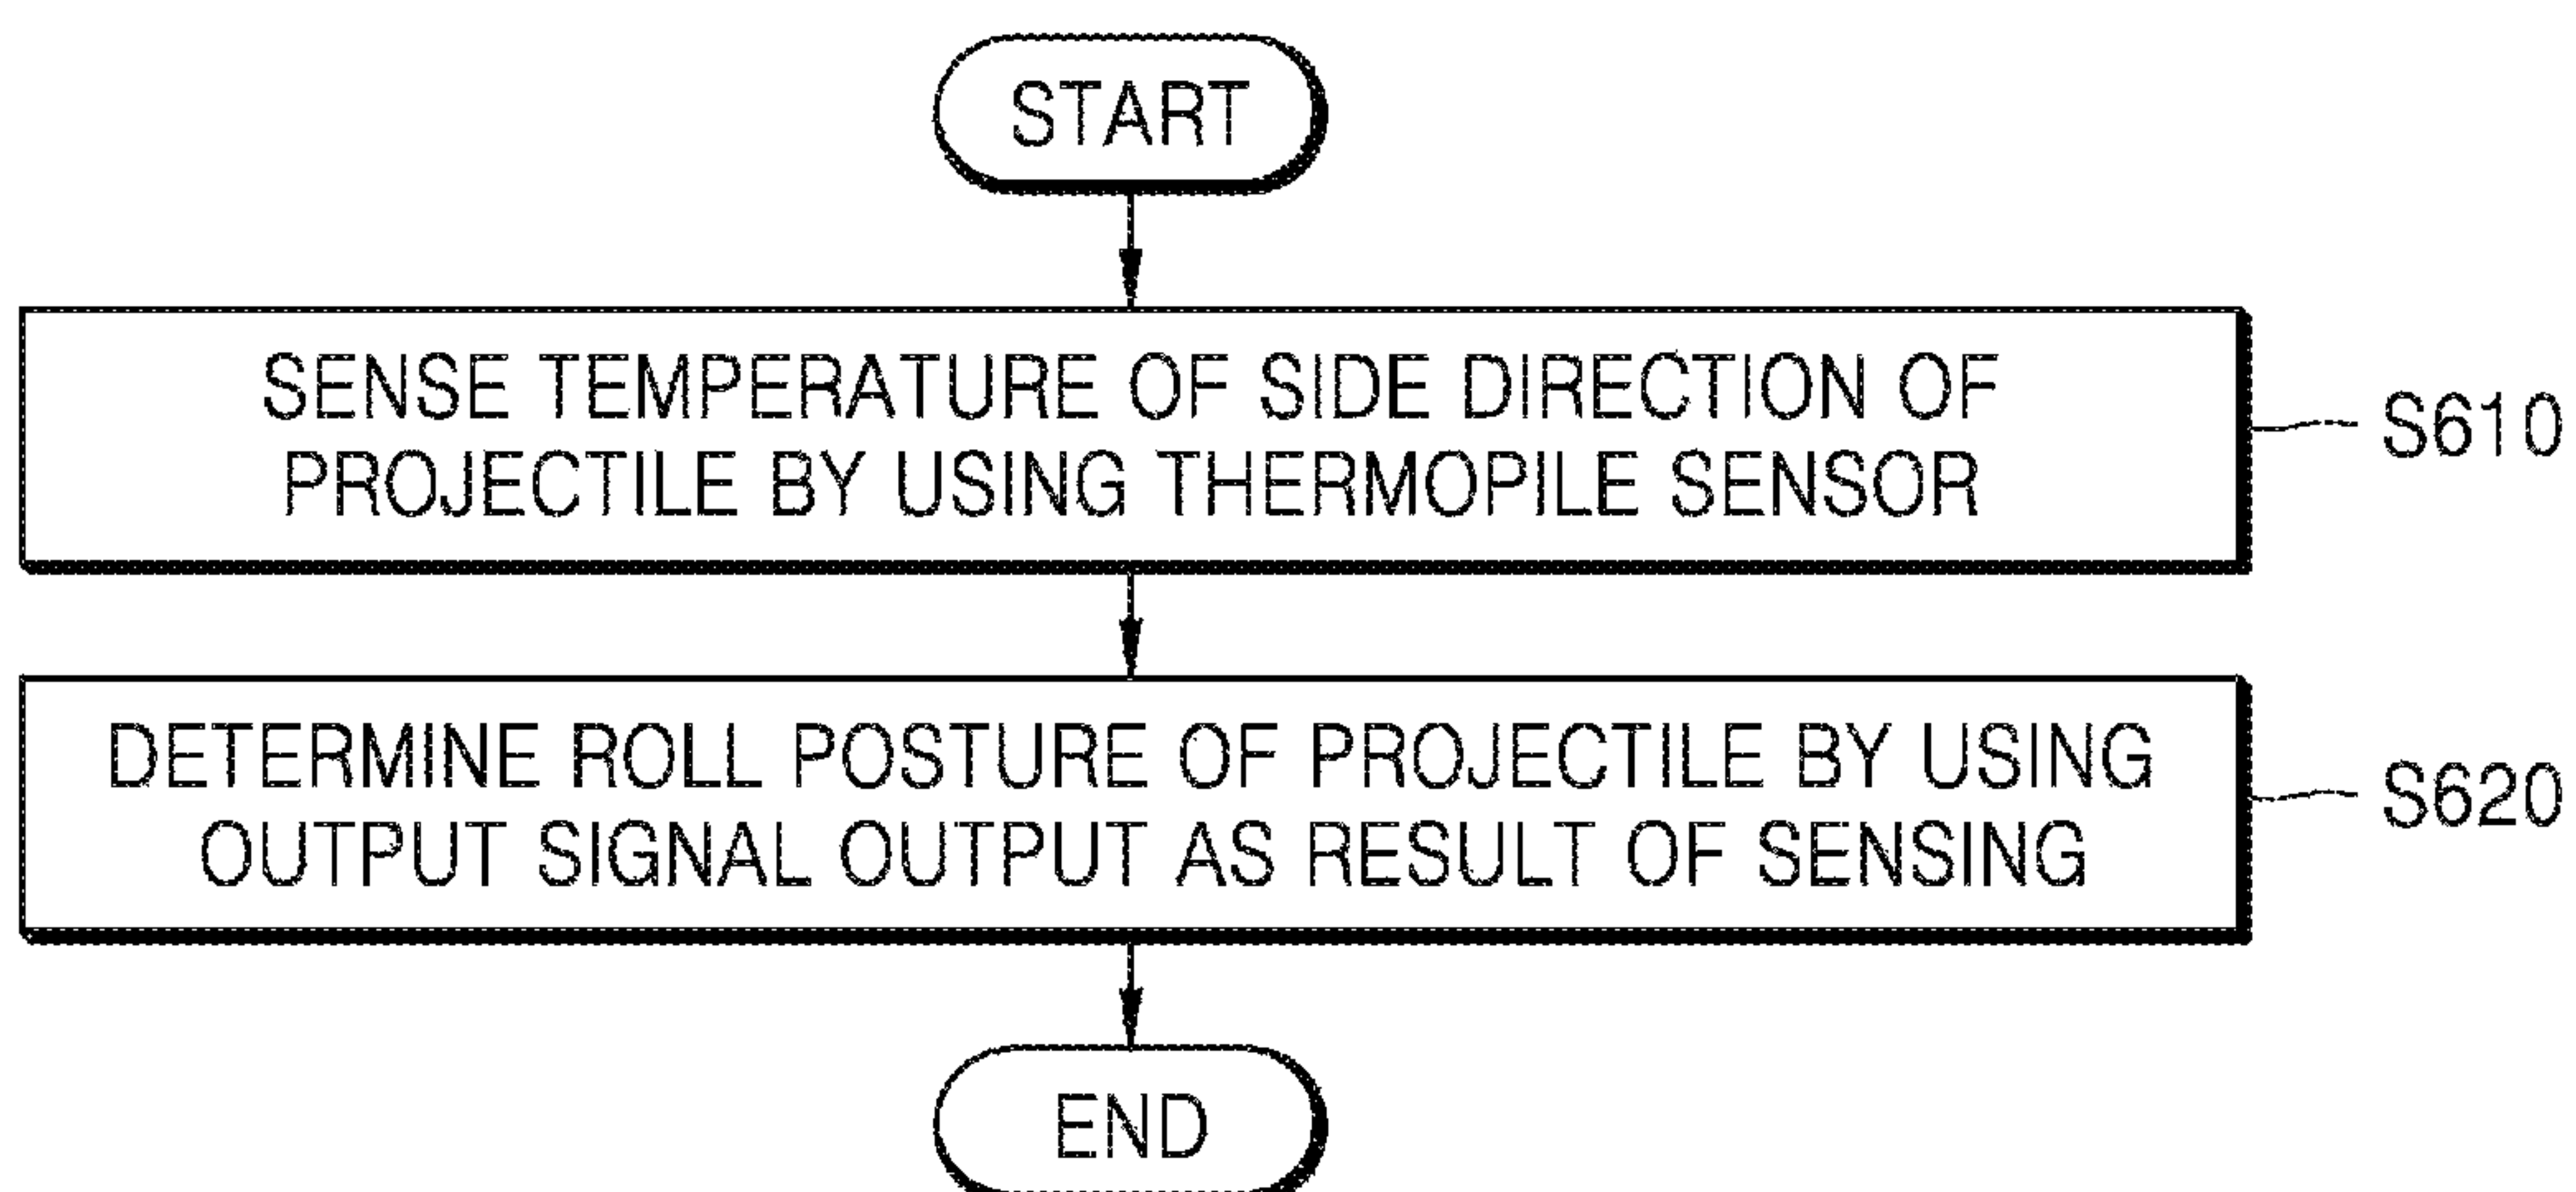 START
SENSE TEMPERATURE OF SIDE DIRECTION OF
PROJECTILE BY USING THERMOPILE SENSOR
S610
DETERMINE ROLL POSTURE OF PROJECTILE BY USING
OUTPUT SIGNAL OUTPUT AS RESULT OF SENSING
S620
END